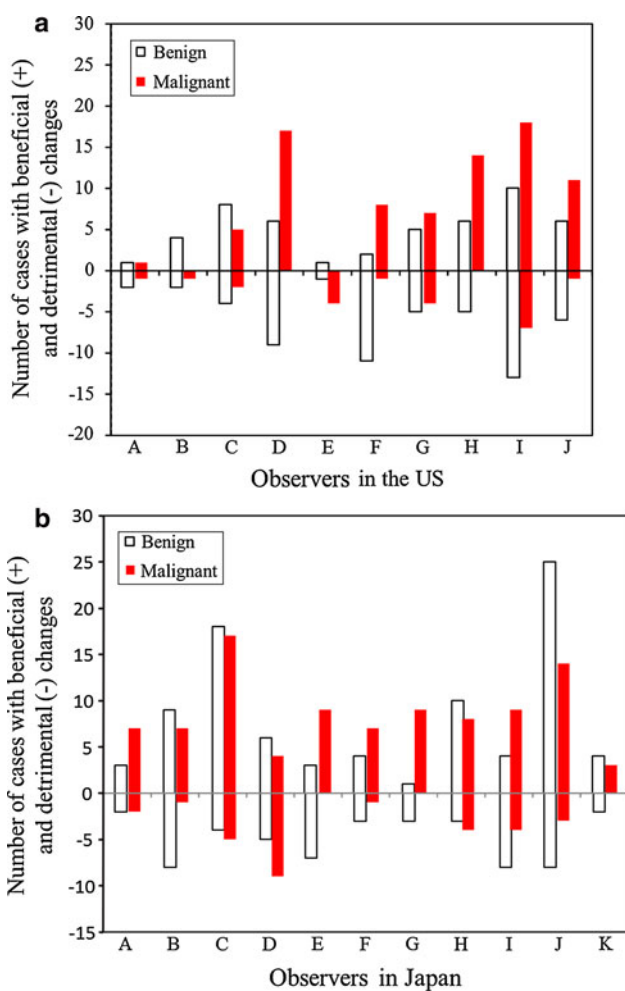 a
Number of cases with beneficial (+)
and detrimental (-) changes
30
25
20
15
10
5
0
-5
-10
-15
-20
Benign
Malignant
A B C D E F G H I J
Observers in the US
b
Number of cases with beneficial (+)
and detrimental (-) changes
30
25
20
15
10
5
0
-5
-10
-15
Benign
Malignant
A B C D E F G H I J K
Observers in Japan